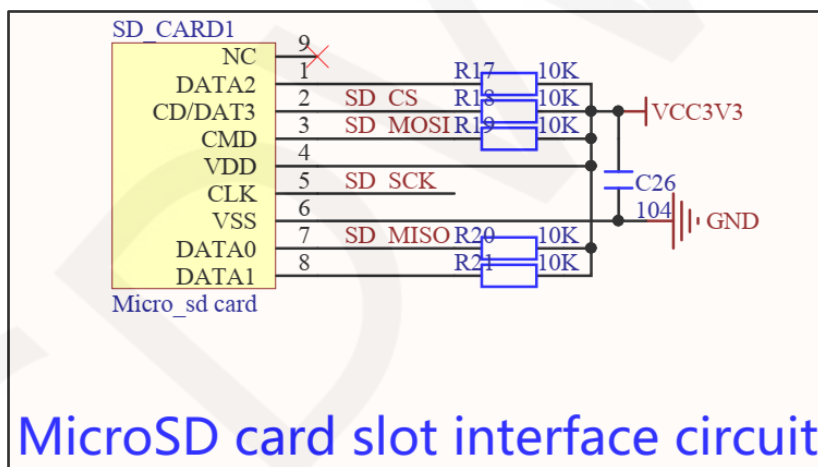 SD_CARD1
NC 9
DATA2 1 R17 10K
CD/DAT3 2 SD_CS R18 10K VCC3V3
CMD 3 SD_MOSI R19 10K
VDD 4
CLK 5 SD_SCK C26
VSS 6 104 GND
DATA0 7 SD_MISO R20 10K
DATA1 8 R21 10K
Micro_sd card
MicroSD card slot interface circuit